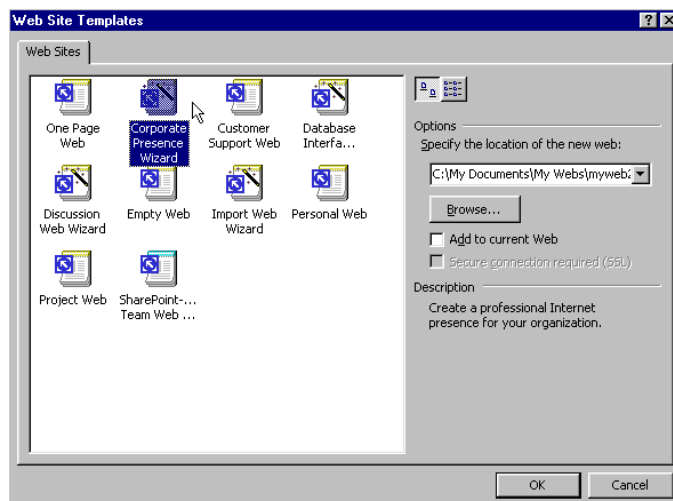 Web Site Templates
Web Sites
One Page
Web
Corporate
Presence
Wizard
Customer
Support Web
Database
Interfa...
Discussion
Web Wizard
Empty Web
Import Web
Wizard
Personal Web
Project Web
SharePoint-...
Team Web ...
Options
Specify the location of the new web:
C:\My Documents\My Webs\myweb2
Browse...
Add to current Web
Secure connection required (SSL)
Description
Create a professional Internet
presence for your organization.
OK
Cancel